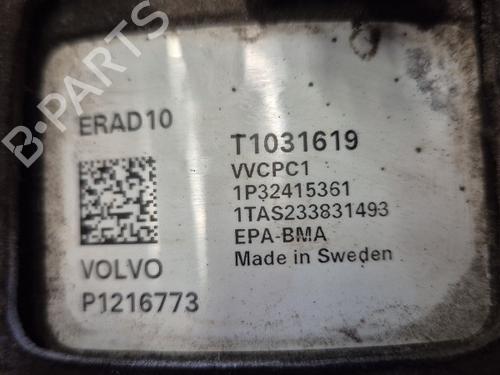 ERAD10
VOLVO
P1216773
T1031619
VVCPC1
1P32415361
1TAS233831493
EPA-BMA
Made in Sweden
B-PARTS